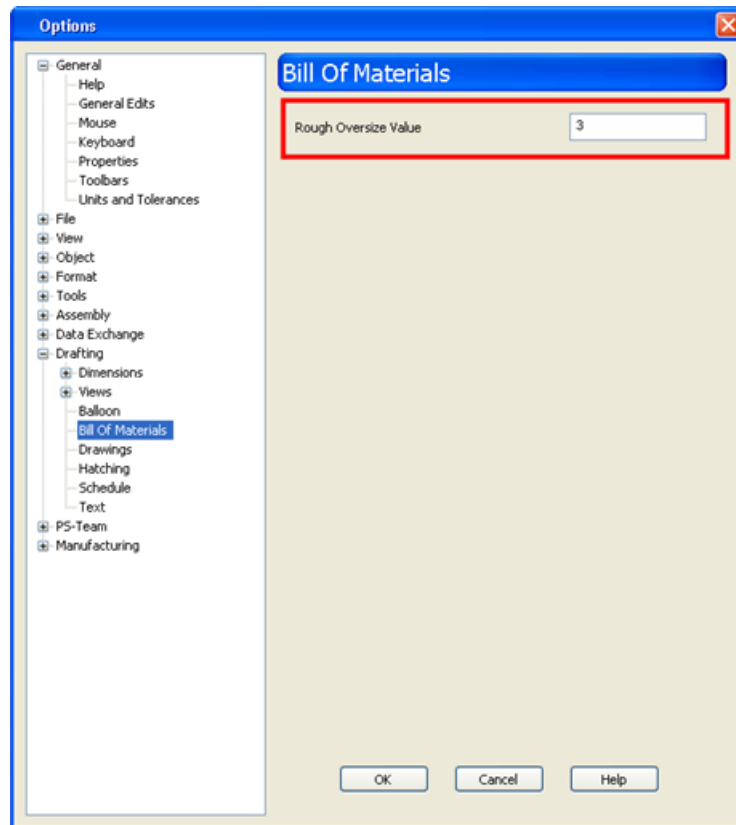 Options
General
Help
General Edits
Mouse
Keyboard
Properties
Toolbars
Units and Tolerances
File
View
Object
Format
Tools
Assembly
Data Exchange
Drafting
Dimensions
Views
Balloon
Bill Of Materials
Drawings
Hatching
Schedule
Text
PS-Team
Manufacturing
Bill Of Materials
Rough Oversize Value 3
OK Cancel Help